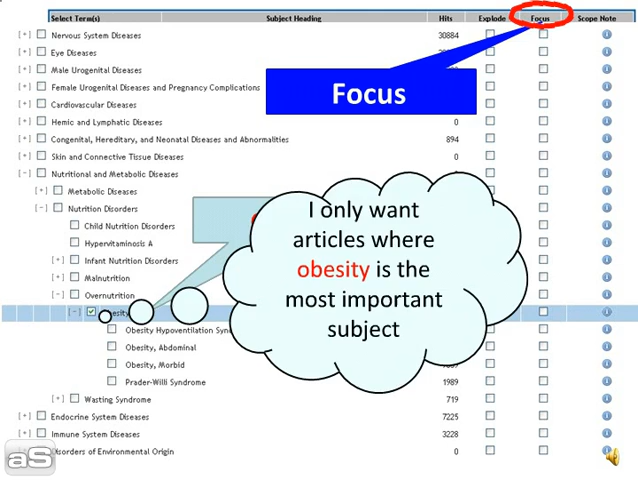 Select Term(s) Subject Heading Hits Explode Focus Scope Note
[+] Nervous System Diseases 30884
[+] Eye Diseases
[+] Male Urogenital Diseases
[+] Female Urogenital Diseases and Pregnancy Complications
[+] Cardiovascular Diseases
[+] Hemic and Lymphatic Diseases 0
[+] Congenital, Hereditary, and Neonatal Diseases and Abnormalities 894
[+] Skin and Connective Tissue Diseases 0
[-] Nutritional and Metabolic Diseases
[+] Metabolic Diseases
[-] Nutrition Disorders
Child Nutrition Disorders
Hypervitaminosis A
[+] Infant Nutrition Disorders
[+] Malnutrition
[-] Overnutrition
[-] Obesity
Obesity Hypoventilation
Obesity, Abdominal
Obesity, Morbid
Prader-Willi Syndrome 1989
[+] Wasting Syndrome 719
[+] Endocrine System Diseases 7225
[+] Immune System Diseases 3228
Disorders of Environmental Origin 0
Focus
I only want
articles where
obesity is the
most important
subject
aS